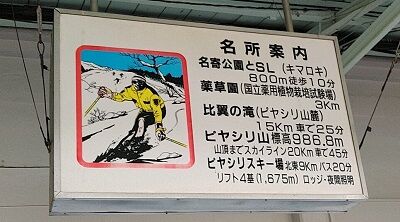 名所案内
名寄公園とSL（キマロキ）
800m徒歩10分
薬草園（国立薬用植物栽培試験場）
3Km
比翼の滝（ピヤシリ山麓）
15Km車で25分
ピヤシリ山標高986.8m
山頂までスカイライン20Km車で45分
ピヤシリスキー場 北東9Kmバス20分
リフト4基（1,675m）ロッジ・夜間照明